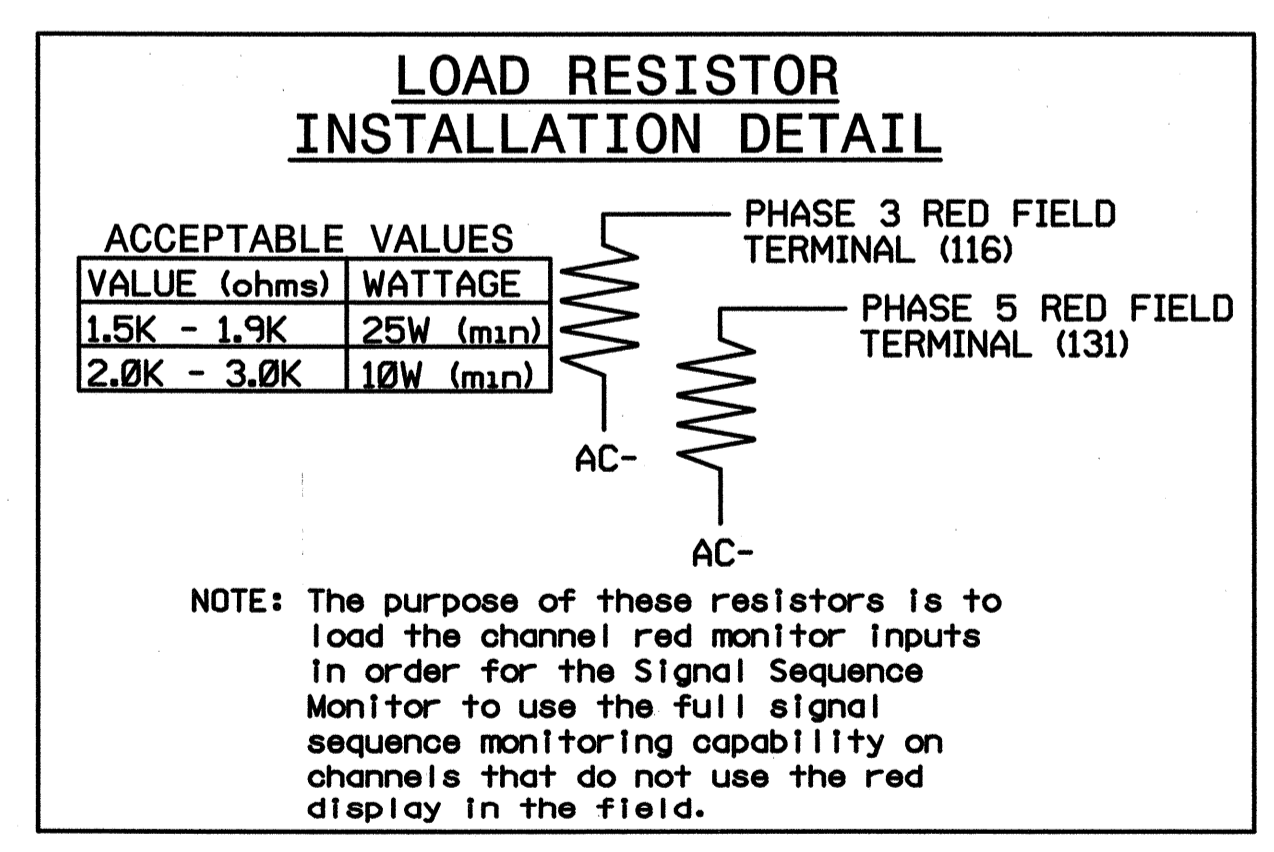 LOAD RESISTOR
INSTALLATION DETAIL
ACCEPTABLE VALUES
VALUE (ohms) WATTAGE
1.5K - 1.9K 25W (min)
2.0K - 3.0K 10W (min)
PHASE 3 RED FIELD
TERMINAL (116)
AC-
PHASE 5 RED FIELD
TERMINAL (131)
AC-
NOTE: The purpose of these resistors is to
load the channel red monitor inputs
in order for the Signal Sequence
Monitor to use the full signal
sequence monitoring capability on
channels that do not use the red
display in the field.